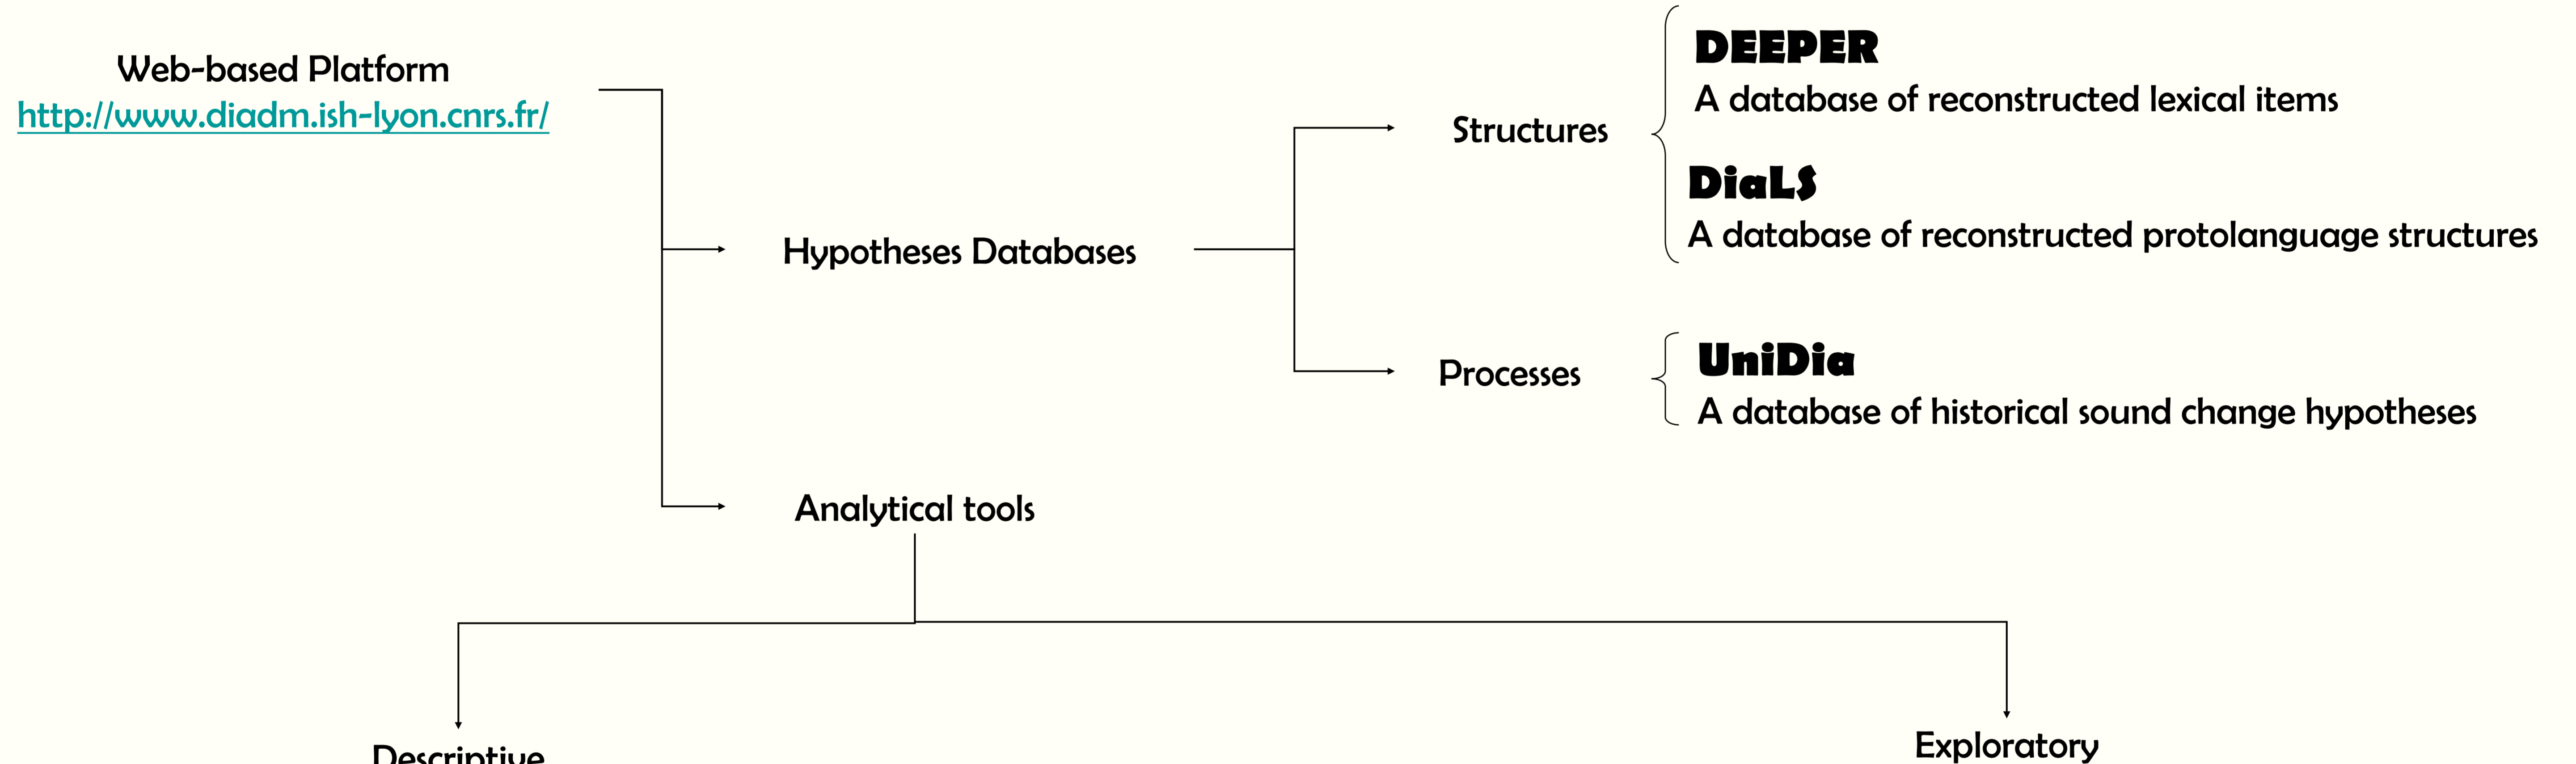 Web-based Platform
http://www.diadm.ish-lyon.cnrs.fr/
DEEPER
A database of reconstructed lexical items
Structures
DiaLS
A database of reconstructed protolanguage structures
Hypotheses Databases
UniDia
Processes
A database of historical sound change hypotheses
Analytical tools
Descriptive
Exploratory